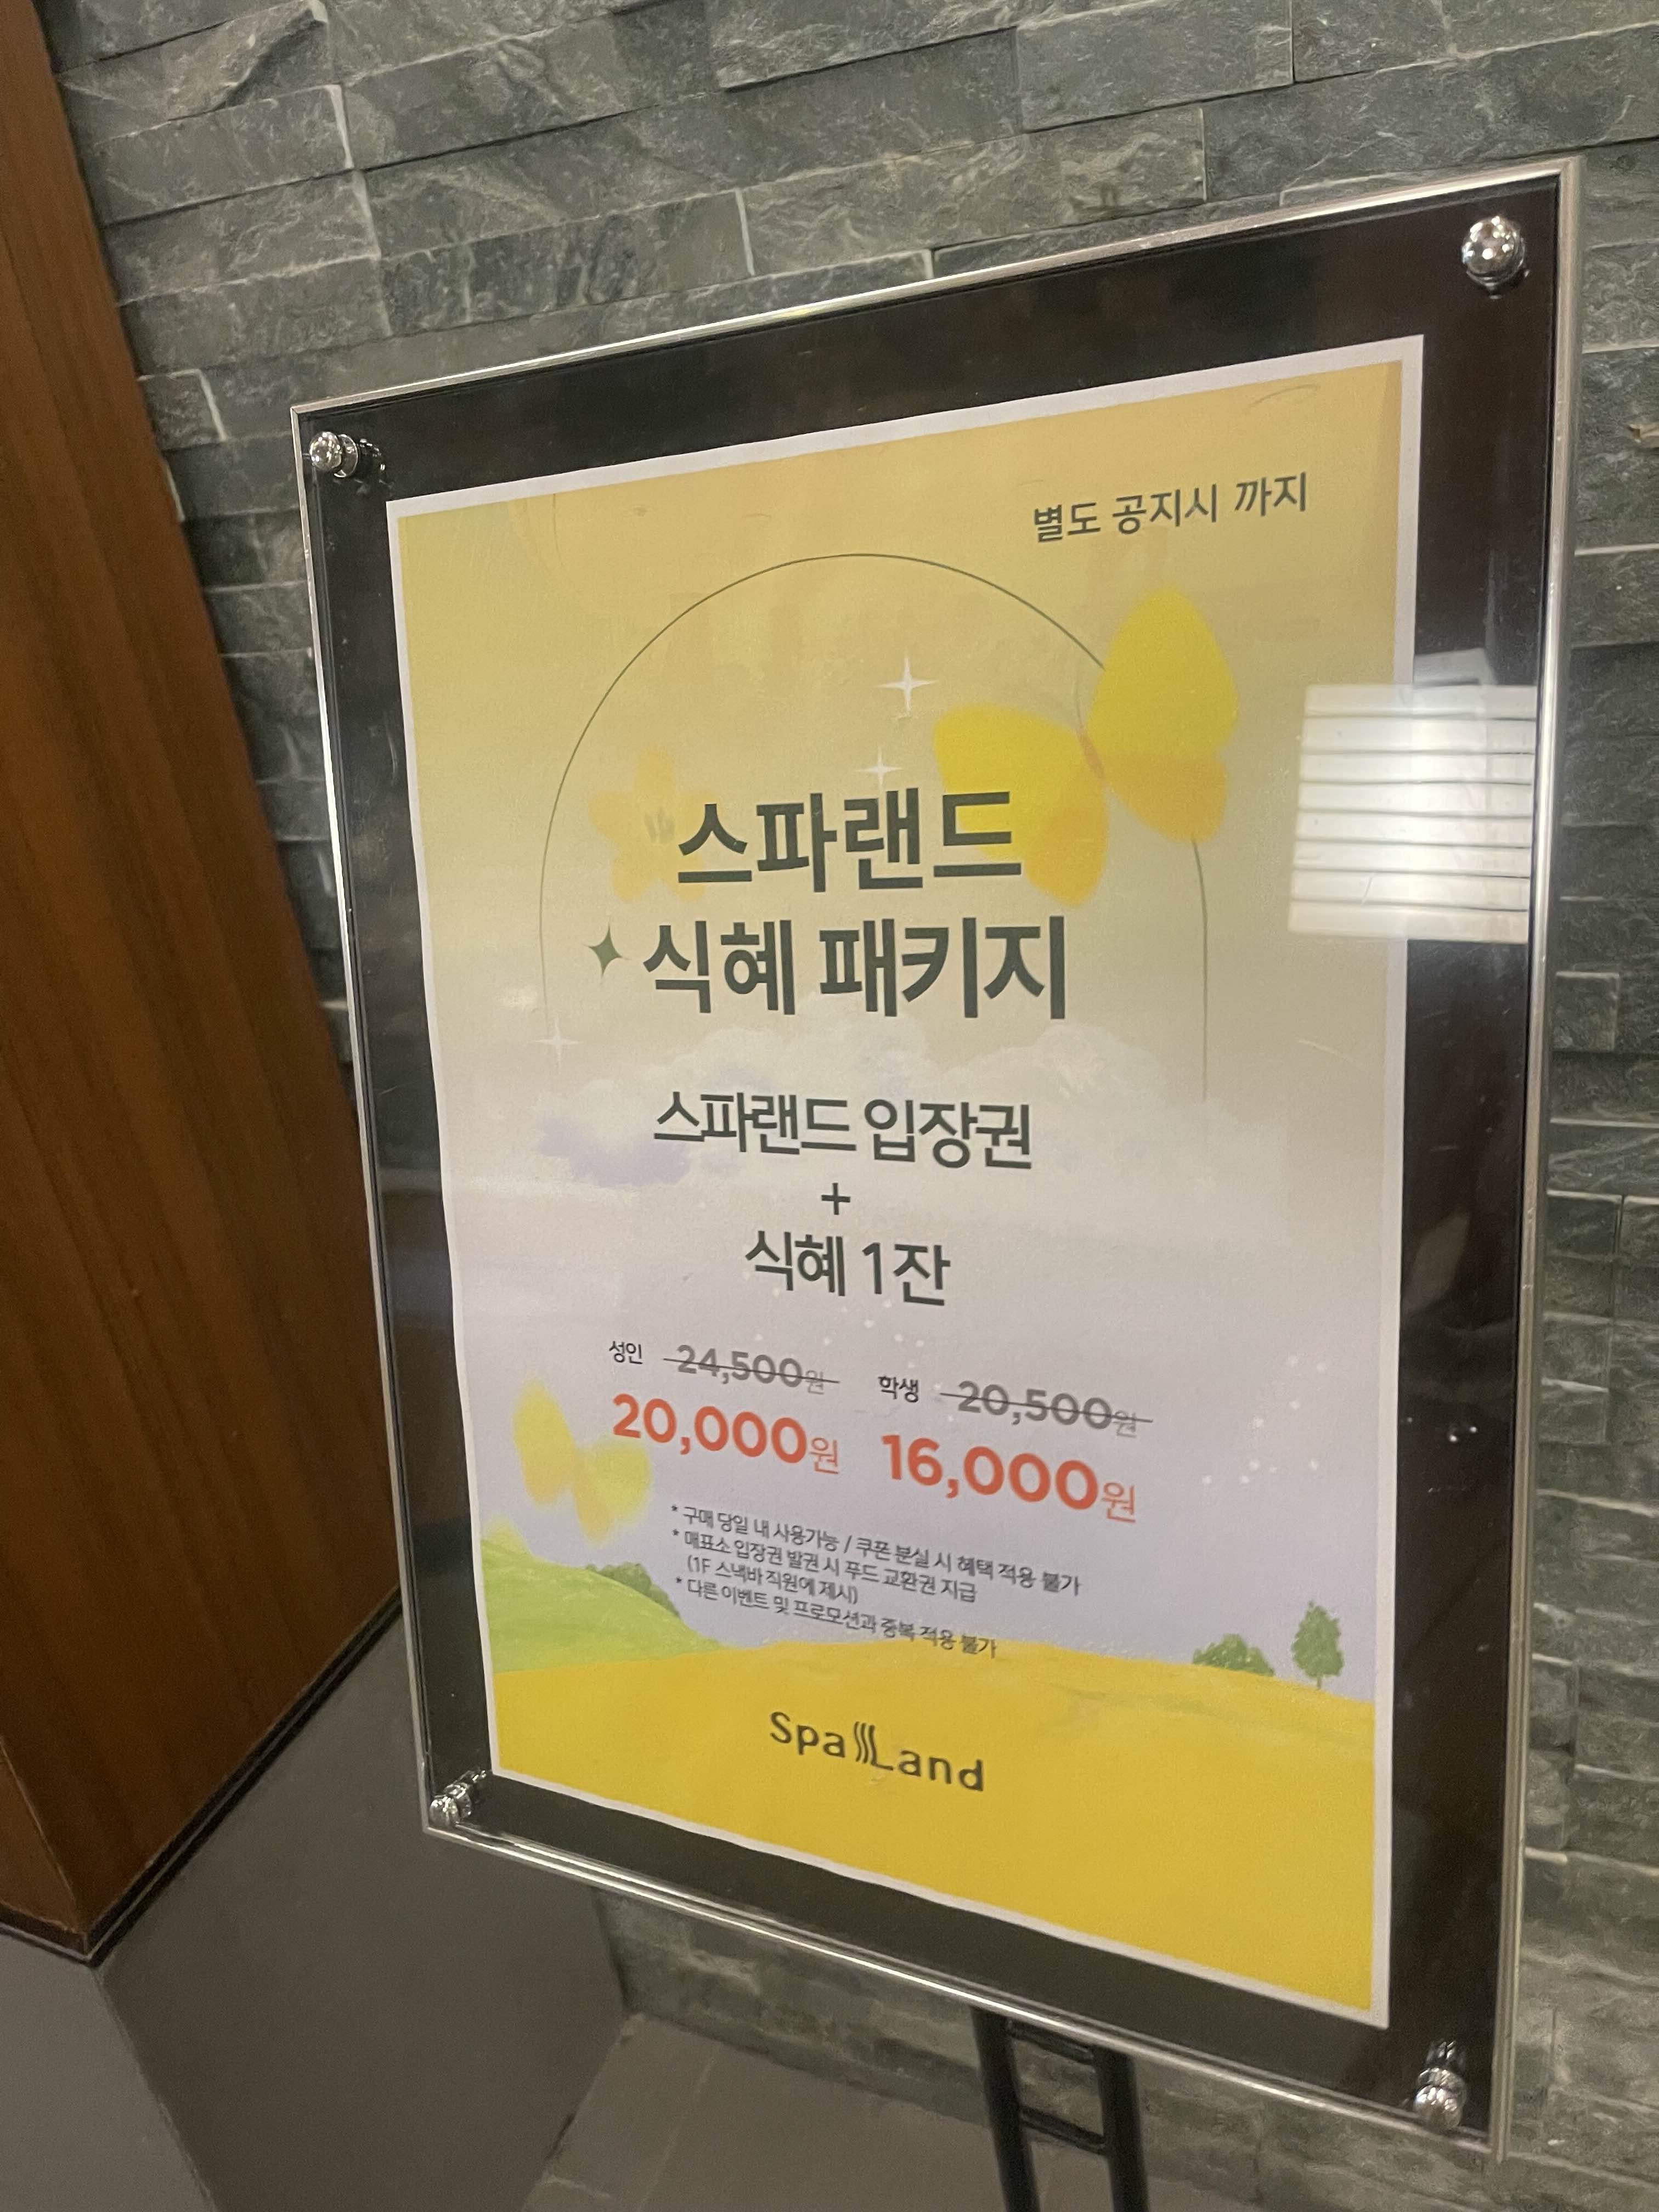 별도 공지시 까지
스파랜드
식혜 패키지
스파랜드 입장권
+
식혜 1잔
성인 24,500원 학생 20,500원
20,000원 16,000원
* 구매 당일 내 사용가능 / 쿠폰 분실 시 혜택 적용 불가
* 매표소 입장권 발권 시 푸드 교환권 지급
(1F 스낵바 직원에 제시)
* 다른 이벤트 및 프로모션과 중복 적용 불가
Spa Land